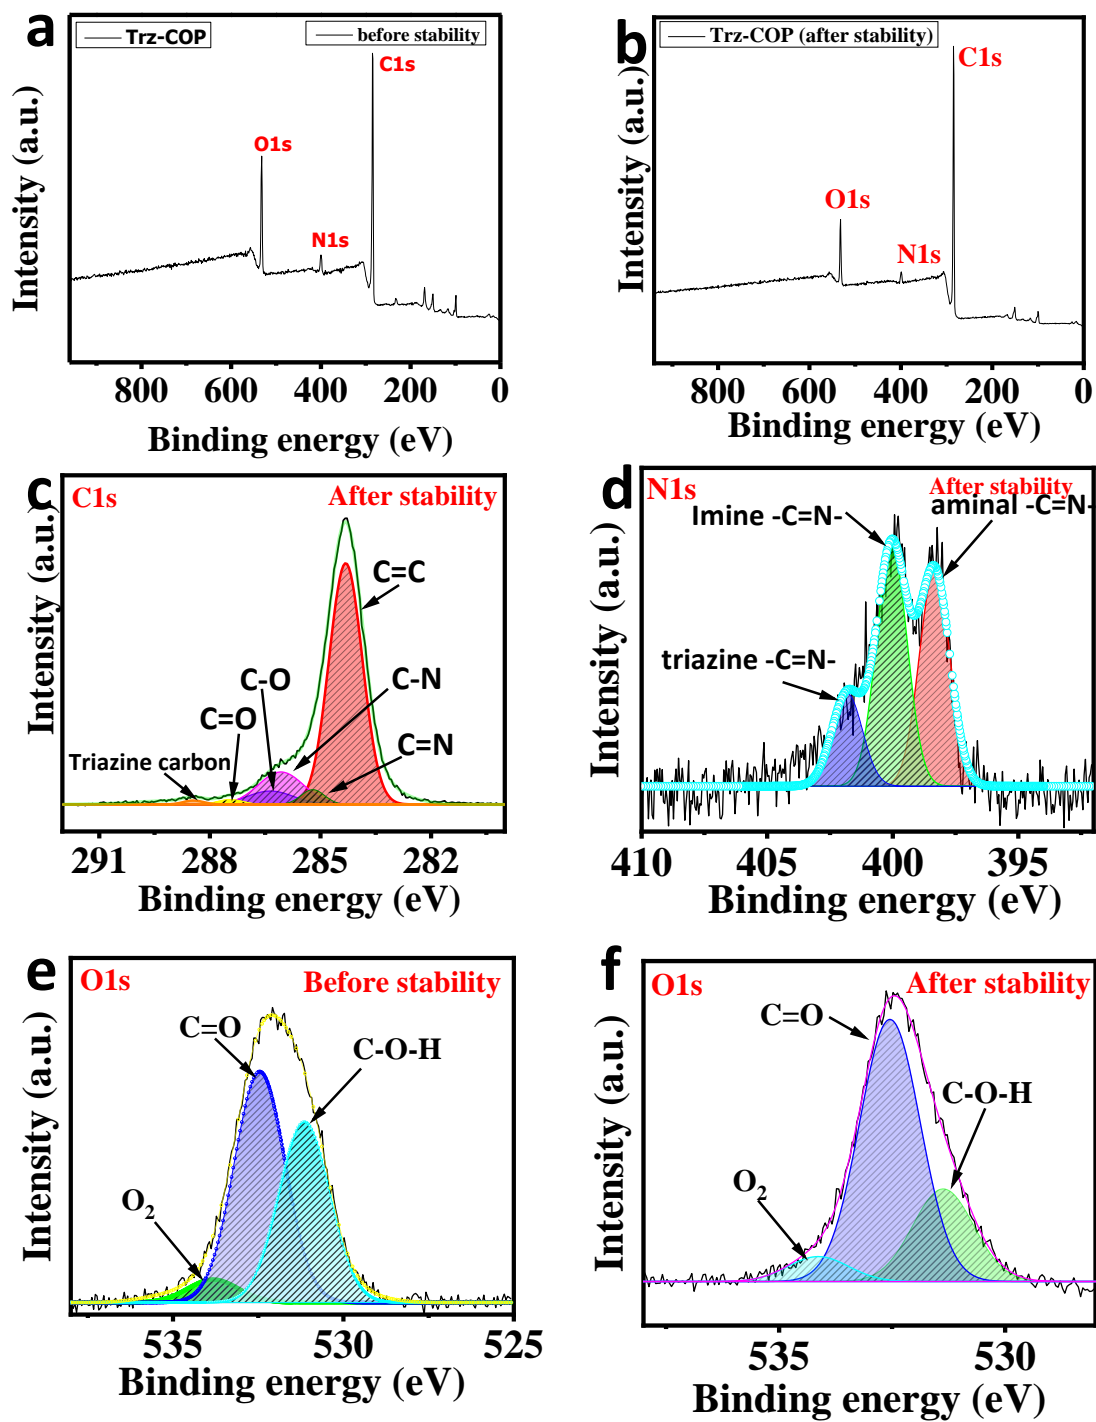 a
Trz-COP
before stability
C1s
O1s
N1s
Intensity (a.u.)
800 600 400 200 0
Binding energy (eV)
b
Trz-COP (after stability)
C1s
O1s
N1s
Intensity (a.u.)
800 600 400 200 0
Binding energy (eV)
c
C1s
After stability
C=C
C-O
C-N
C=O
C=N
Triazine carbon
Intensity (a.u.)
291 288 285 282
Binding energy (eV)
d
N1s
After stability
aminal -C=N-
Imine -C=N-
triazine -C=N-
Intensity (a.u.)
410 405 400 395
Binding energy (eV)
e
O1s
Before stability
C=O
C-O-H
O2
Intensity (a.u.)
535 530 525
Binding energy (eV)
f
O1s
After stability
C=O
C-O-H
O2
Intensity (a.u.)
535 530
Binding energy (eV)